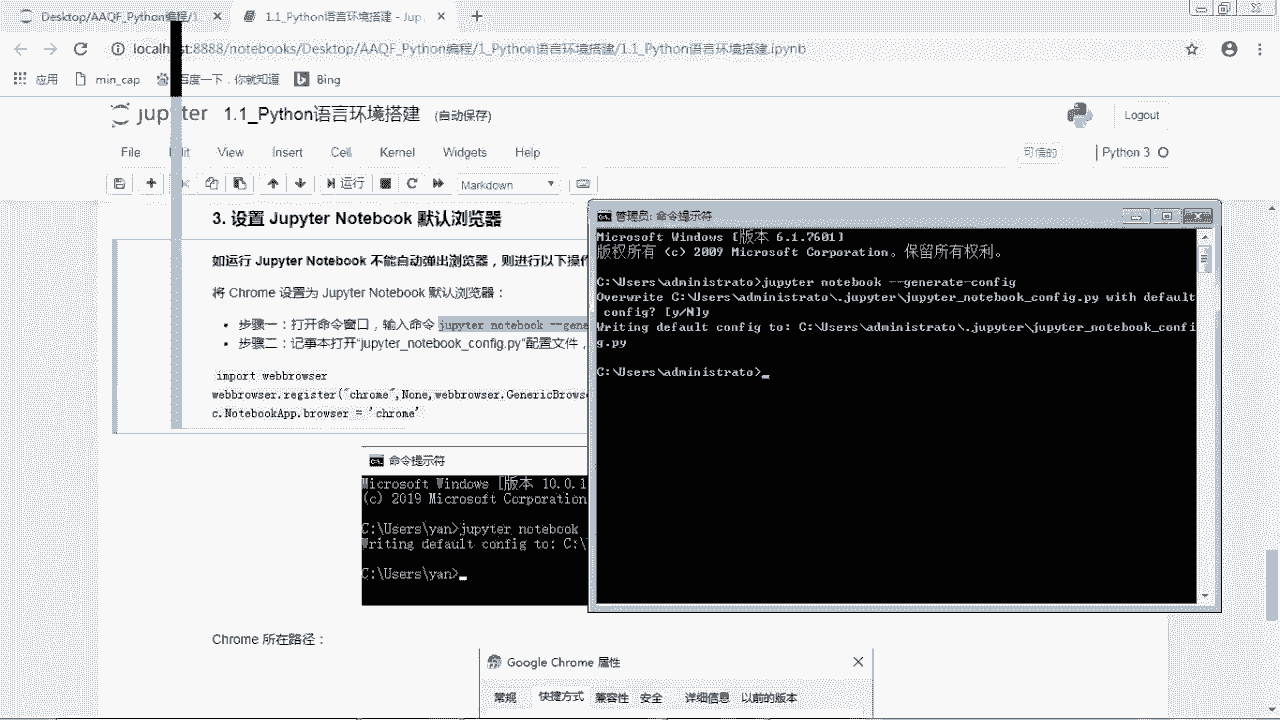 Desktop/AAQF_Python编程/1
1.1_Python语言环境搭建 - Jup
localhost:8888/notebooks/Desktop/AAQF_Python编程/1_Python语言环境搭建/1.1_Python语言环境搭建.ipynb
应用 min_cap 百度一下，你就知道 Bing
jupyter 1.1_Python语言环境搭建 (自动保存) Logout
File Edit View Insert Cell Kernel Widgets Help 可信的 Python 3
运行 Markdown
3. 设置 Jupyter Notebook 默认浏览器
如运行 Jupyter Notebook 不能自动弹出浏览器，则进行以下操作
将 Chrome 设置为 Jupyter Notebook 默认浏览器：
步骤一：打开命令窗口，输入命令 jupyter notebook --gene
步骤二：记事本打开"jupyter_notebook_config.py"配置文件，
import webbrowser
webbrowser.register("chrome",None,webbrowser.GenericBrowse
c.NotebookApp.browser = 'chrome'
命令提示符
Microsoft Windows [版本 10.0.1
(c) 2019 Microsoft Corporation
C:\Users\yan>jupyter notebook
Writing default config to: C:\
C:\Users\yan>
Chrome 所在路径：
Google Chrome 属性
常规 快捷方式 兼容性 安全 详细信息 以前的版本
管理员: 命令提示符
Microsoft Windows [版本 6.1.7601]
版权所有 (c) 2009 Microsoft Corporation。保留所有权利。
C:\Users\administrato>jupyter notebook --generate-config
Overwrite C:\Users\administrato\.jupyter\jupyter_notebook_config.py with default
config? [y/N]y
Writing default config to: C:\Users\administrato\.jupyter\jupyter_notebook_confi
g.py
C:\Users\administrato>